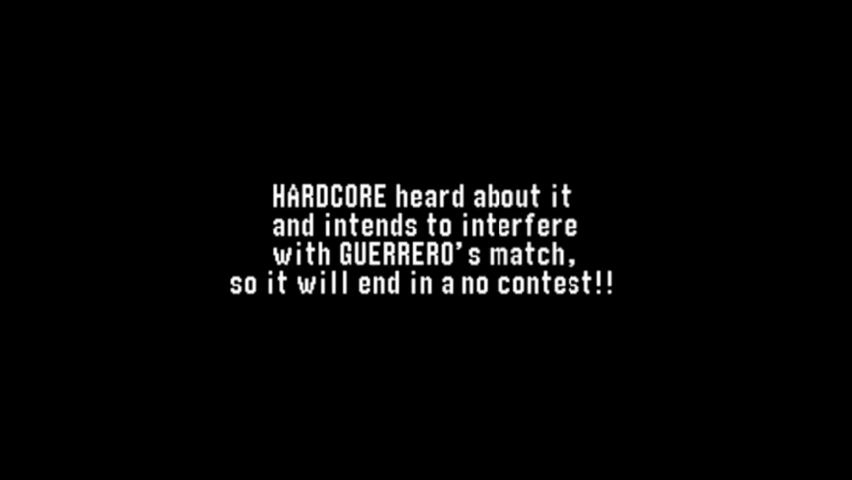 HARDCORE heard about it
and intends to interfere
with GUERRERO's match,
so it will end in a no contest!!